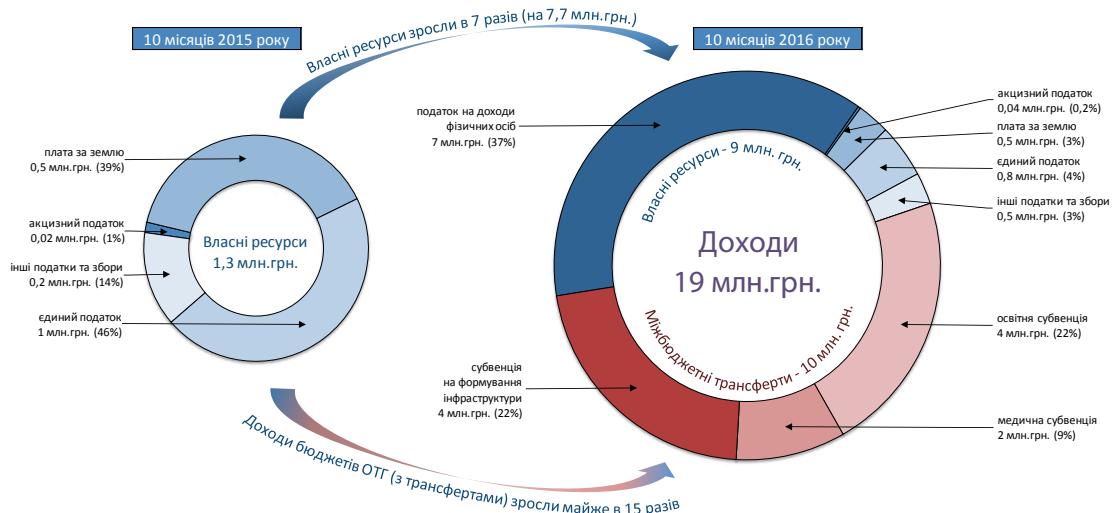 10 місяців 2015 року
Власні ресурси зросли в 7 разів (на 7,7 млн.грн.)
10 місяців 2016 року
плата за землю
0,5 млн.грн. (39%)
акцизний податок
0,02 млн.грн. (1%)
інші податки та збори
0,2 млн.грн. (14%)
єдиний податок
1 млн.грн. (46%)
Власні ресурси
1,3 млн.грн.
податок на доходи
фізичних осіб
7 млн.грн. (37%)
акцизний податок
0,04 млн.грн. (0,2%)
плата за землю
0,5 млн.грн. (3%)
єдиний податок
0,8 млн.грн. (4%)
інші податки та збори
0,5 млн.грн. (3%)
Власні ресурси - 9 млн. грн.
Доходи
19 млн.грн.
Міжбюджетні трансферти - 10 млн. грн.
освітня субвенція
4 млн.грн. (22%)
субвенція
на формування
інфраструктури
4 млн.грн. (22%)
медична субвенція
2 млн.грн. (9%)
Доходи бюджетів ОТГ (з трансфертами) зросли майже в 15 разів